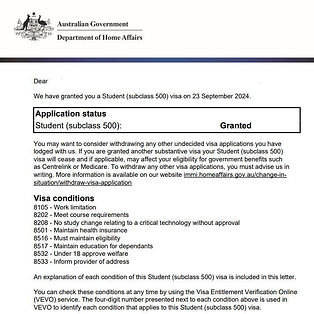 Australian Government
Department of Home Affairs
Dear
We have granted you a Student (subclass 500) visa on 23 September 2024.
Application status
Student (subclass 500): Granted
You may want to consider withdrawing any other undecided visa applications you have
lodged with us. If you are granted another substantive visa your Student (subclass 500)
visa will cease and if applicable, may affect your eligibility for government benefits such
as Centrelink or Medicare. To withdraw any other visa applications, you must advise us in
writing. More information is available on our website immi.homeaffairs.gov.au/change-in-
situation/withdraw-visa-application
Visa conditions
8105 - Work limitation
8202 - Meet course requirements
8208 - No study change relating to a critical technology without approval
8501 - Maintain health insurance
8516 - Must maintain eligibility
8517 - Maintain education for dependants
8532 - Under 18 approve welfare
8533 - Inform provider of address
An explanation of each condition of this Student (subclass 500) visa is included in this letter.
You can check these conditions at any time by using the Visa Entitlement Verification Online
(VEVO) service. The four-digit number presented next to each condition above is used in
VEVO to identify each condition that applies to this Student (subclass 500) visa.